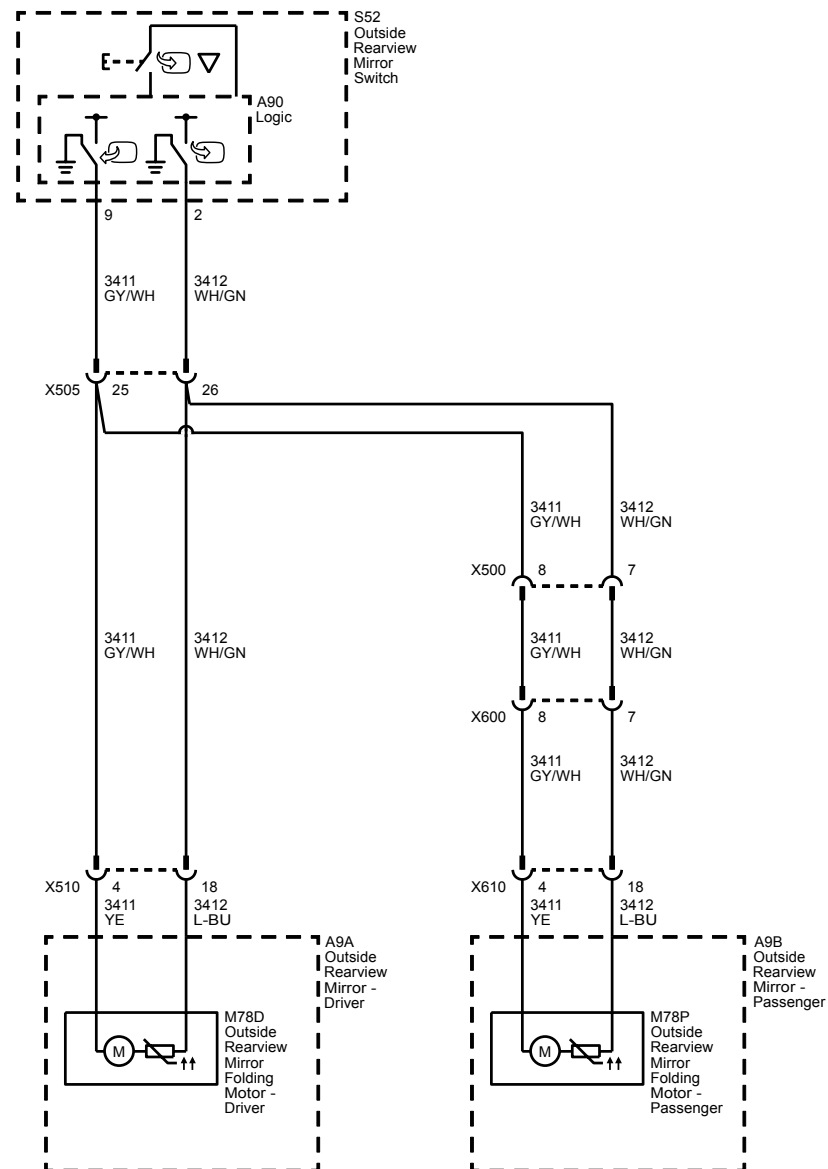 S52
Outside
Rearview
Mirror
Switch
A90
Logic
9
2
3411
GY/WH
3412
WH/GN
X505
25
26
3411
GY/WH
3412
WH/GN
X500
8
7
3411
GY/WH
3412
WH/GN
3411
GY/WH
3412
WH/GN
X600
8
7
3411
GY/WH
3412
WH/GN
X510
4
18
3411
YE
3412
L-BU
X610
4
18
3411
YE
3412
L-BU
A9A
Outside
Rearview
Mirror -
Driver
A9B
Outside
Rearview
Mirror -
Passenger
M
M78D
Outside
Rearview
Mirror
Folding
Motor -
Driver
M
M78P
Outside
Rearview
Mirror
Folding
Motor -
Passenger